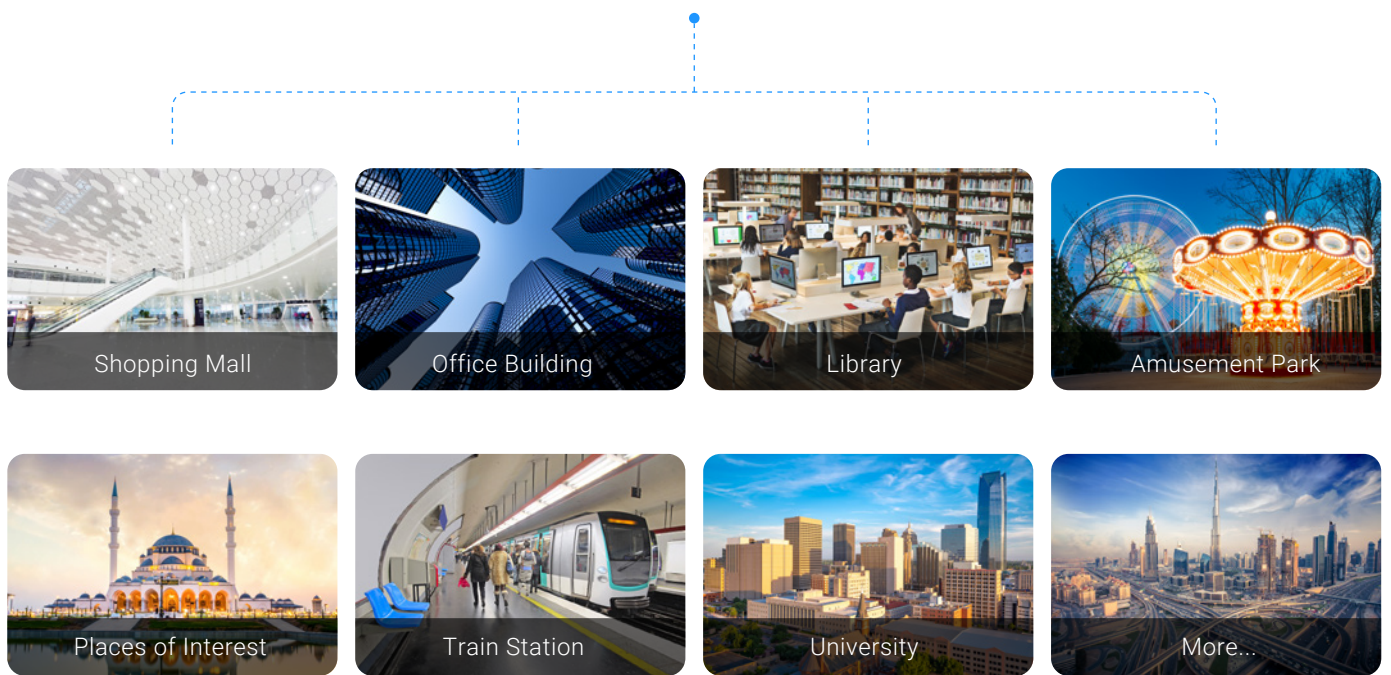 Shopping Mall
Office Building
Library
Amusement Park
Places of Interest
Train Station
University
More...